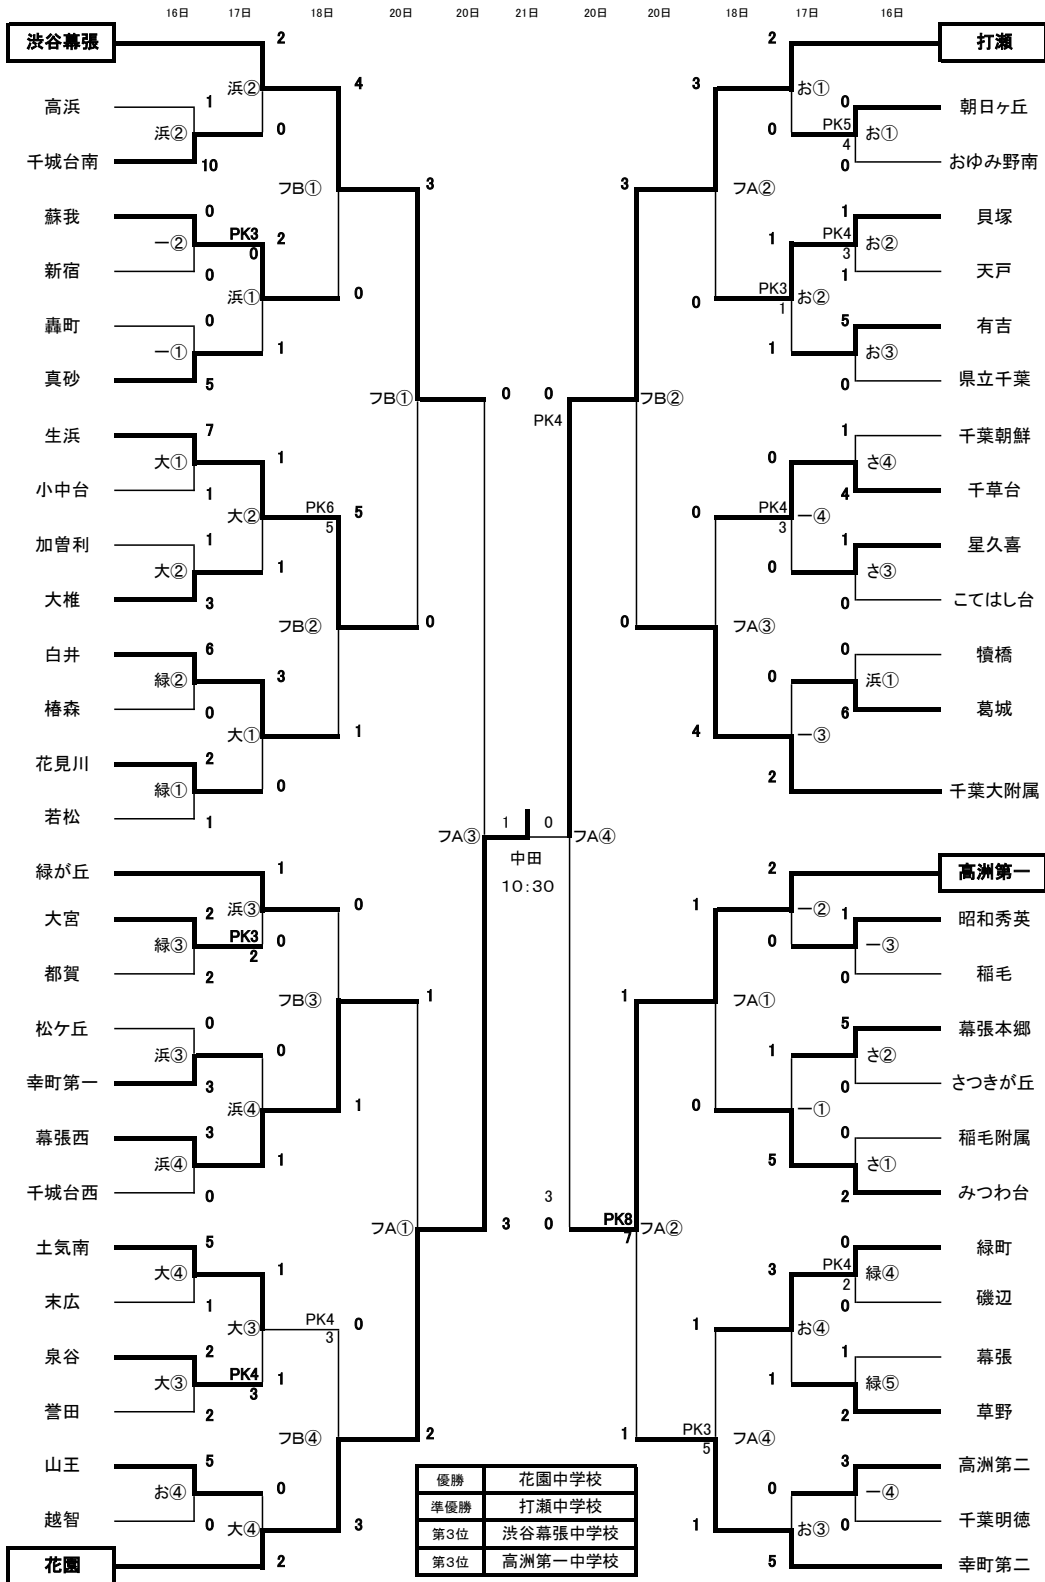 16日 17日 18日 20日 20日 21日 20日 20日 18日 17日 16日
渋谷幕張 2 2 打瀬
浜② 4 3 お①
高浜 1 0 朝日ヶ丘
浜② 0 0 PK5 お①
4
千城台南 10 0 おゆみ野南
フB① 3 3 フA②
蘇我 0 1 貝塚
一② PK3 2 1 PK4 お②
0 3
新宿 0 1 天戸
浜① 0 0 PK3 お②
1
轟町 0 5 有吉
一① 1 1 お③
真砂 5 0 県立千葉
フB① 0 0 フB②
PK4
生浜 7 1 千葉朝鮮
大① 1 0 さ④
小中台 1 4 千草台
大② PK6 5 0 PK4 一④
5 3
加曽利 1 1 星久喜
大② 1 0 さ③
大椎 3 0 こてはし台
フB② 0 0 フA③
白井 6 0 犢橋
緑② 3 0 浜①
椿森 0 6 葛城
大① 1 4 一③
花見川 2
緑① 0 2 千葉大附属
若松 1
フA③ 1 0 フA④
中田
10:30
緑が丘 1 2 高洲第一
浜③ 0 1 一②
大宮 2 1 昭和秀英
緑③ PK3 0 0 一③
2
都賀 2 0 稲毛
フB③ 1 1 フA①
松ケ丘 0 5 幕張本郷
浜③ 0 1 さ②
幸町第一 3 0 さつきが丘
浜④ 1 0 一①
幕張西 3 0 稲毛附属
浜④ 1 5 さ①
千城台西 0 2 みつわ台
3
フA① 3 0 PK8 フA②
7
土気南 5 0 緑町
大④ 1 3 PK4 緑④
2
末広 1 0 磯辺
大③ PK4 0 1 お④
3
泉谷 2 1 幕張
大③ PK4 1 1 緑⑤
3
誉田 2 2 草野
フB④ 2 1 PK3 フA④
5
山王 5 3 高洲第二
お④ 0 0 一④
越智 0 0 千葉明徳
大④ 3 1 お③
花園 2 5 幸町第二
優勝 花園中学校
準優勝 打瀬中学校
第3位 渋谷幕張中学校
第3位 高洲第一中学校